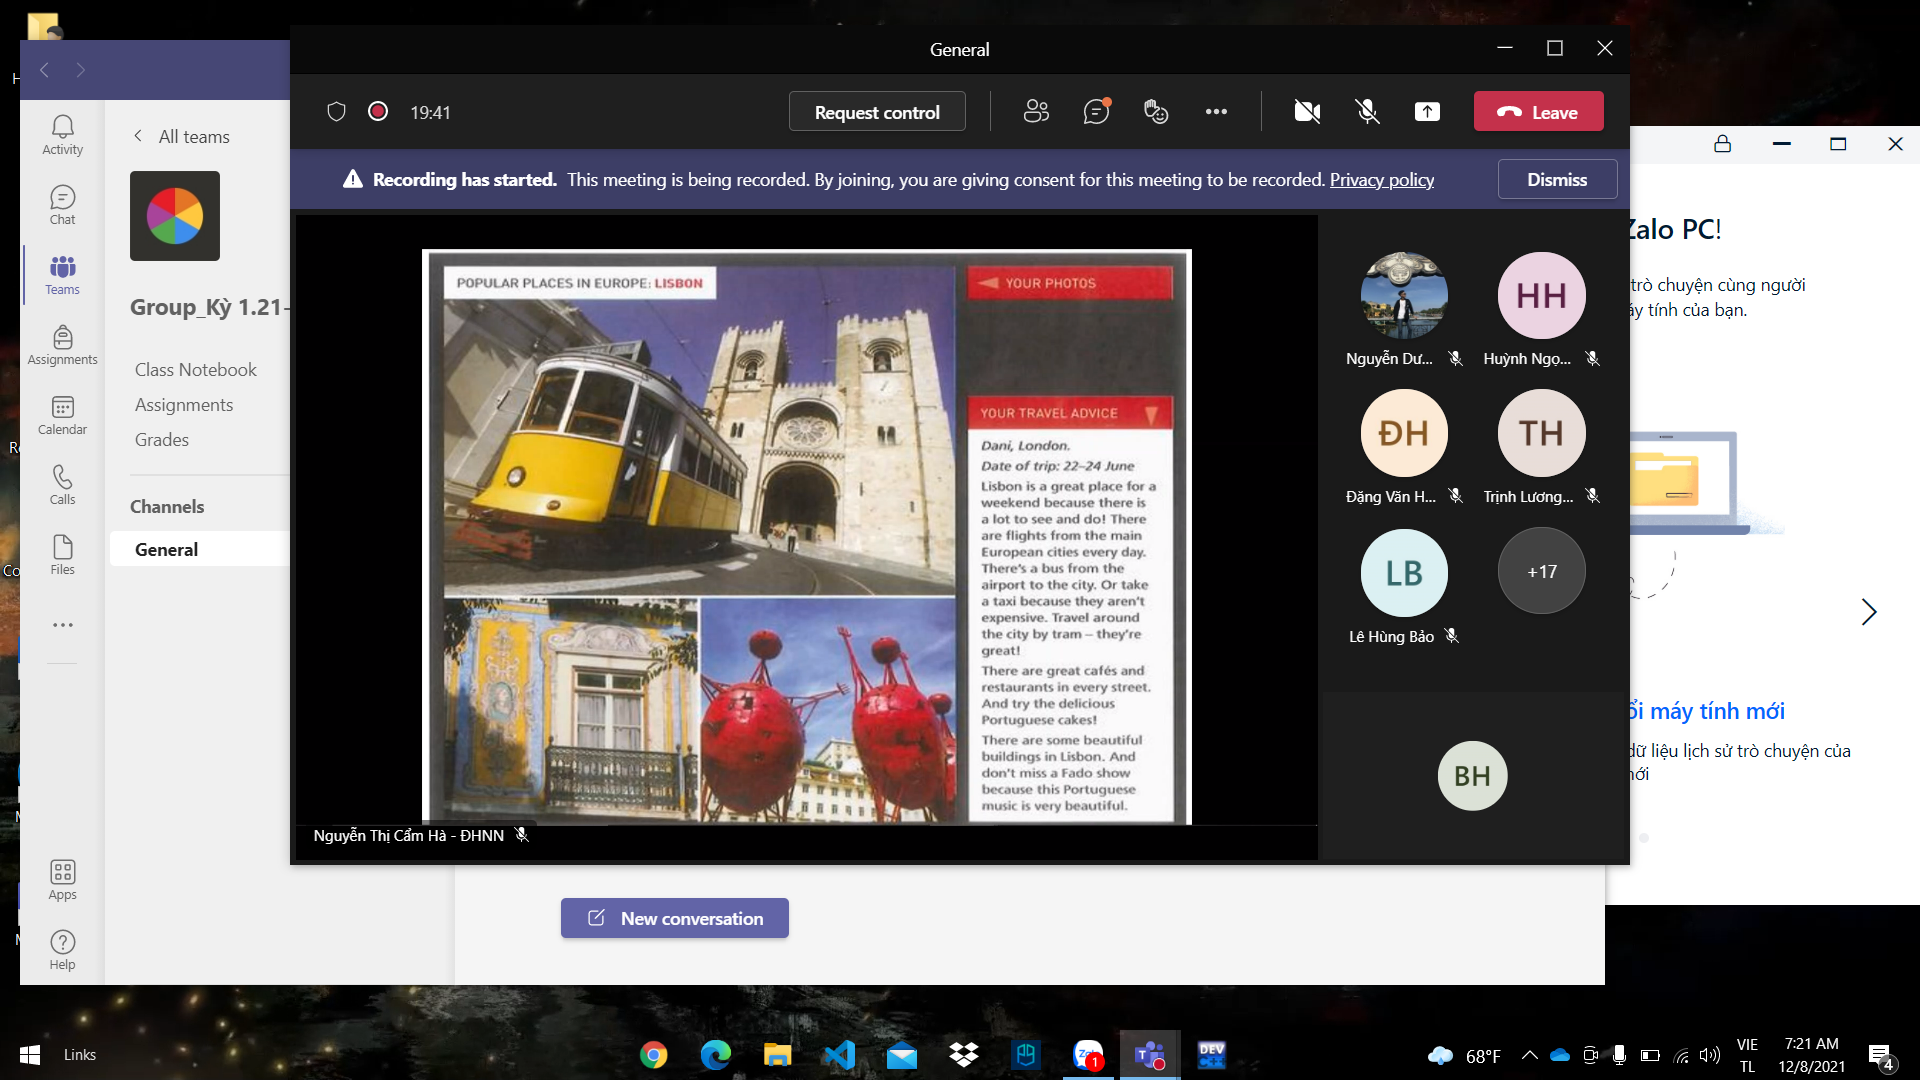 General
19:41
Request control
Leave
Recording has started. This meeting is being recorded. By joining, you are giving consent for this meeting to be recorded. Privacy policy
Dismiss
Activity
Chat
Teams
Assignments
Calendar
Calls
Files
Apps
Help
All teams
Group_Kỳ 1.21-
Class Notebook
Assignments
Grades
Channels
General
POPULAR PLACES IN EUROPE: LISBON
YOUR PHOTOS
YOUR TRAVEL ADVICE
Dani, London.
Date of trip: 22–24 June
Lisbon is a great place for a
weekend because there is
a lot to see and do! There
are flights from the main
European cities every day.
There's a bus from the
airport to the city. Or take
a taxi because they aren't
expensive. Travel around
the city by tram – they're
great!
There are great cafés and
restaurants in every street.
And try the delicious
Portuguese cakes!
There are some beautiful
buildings in Lisbon. And
don't miss a Fado show
because this Portuguese
music is very beautiful.
Nguyễn Thị Cẩm Hà - ĐHNN
Nguyễn Dư...
HH
Huỳnh Ngọ...
ĐH
Đặng Văn H...
TH
Trịnh Lương...
LB
Lê Hùng Bảo
+17
BH
New conversation
Zalo PC!
trò chuyện cùng người
áy tính của bạn.
ổi máy tính mới
dữ liệu lịch sử trò chuyện của
mới
Links
1
DEV
C++
68°F
VIE
TL
7:21 AM
12/8/2021
4